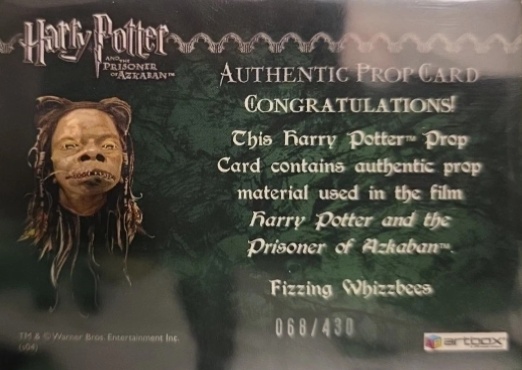 Harry Potter
AND THE
PRISONER
OF AZKABAN™
AUTHENTIC PROP CARD
CONGRATULATIONS!
This Harry Potter™ Prop
Card contains authentic prop
material used in the film
Harry Potter and the
Prisoner of Azkaban™.
Fizzing Whizzbees
068/430
TM & © Warner Bros. Entertainment Inc.
(s04)
artbox